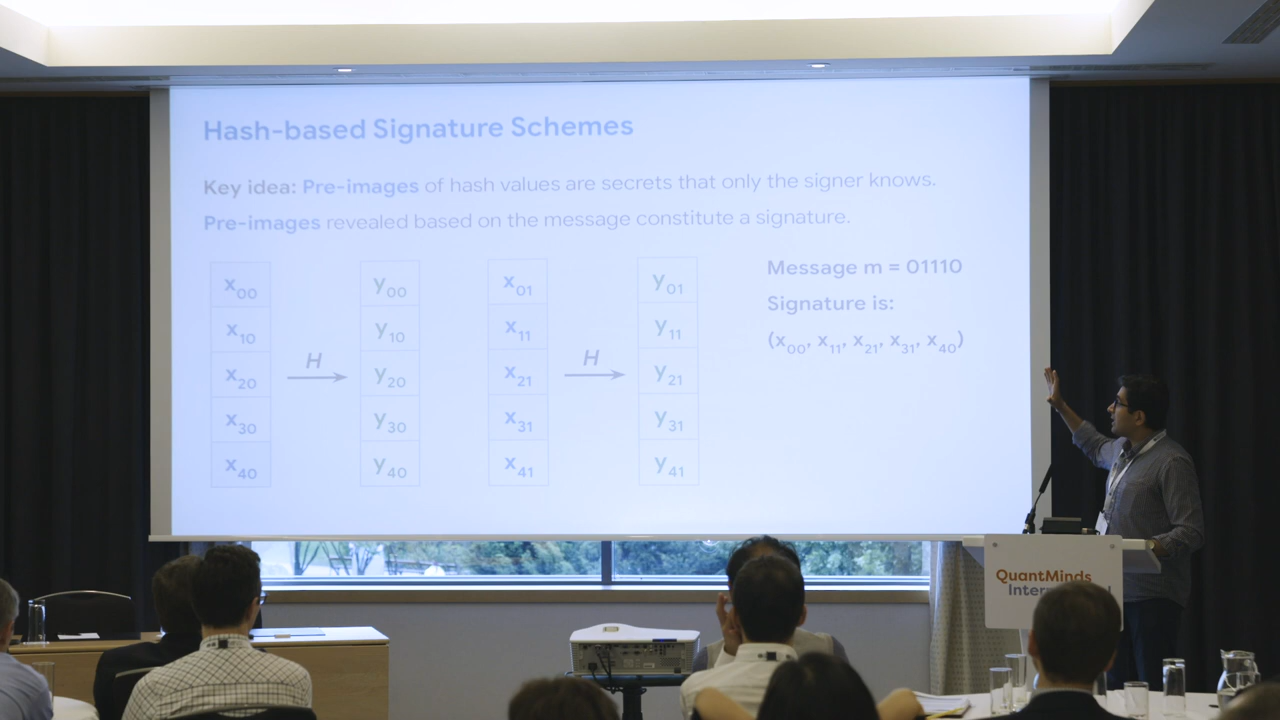 Hash-based Signature Schemes
Key idea: Pre-images of hash values are secrets that only the signer knows.
Pre-images revealed based on the message constitute a signature.
x00 y00 x01 y01 Message m = 01110
x10 y10 x11 y11 Signature is:
H H (x00, x11, x21, x31, x40)
x20 y20 x21 y21
x30 y30 x31 y31
x40 y40 x41 y41
QuantMinds